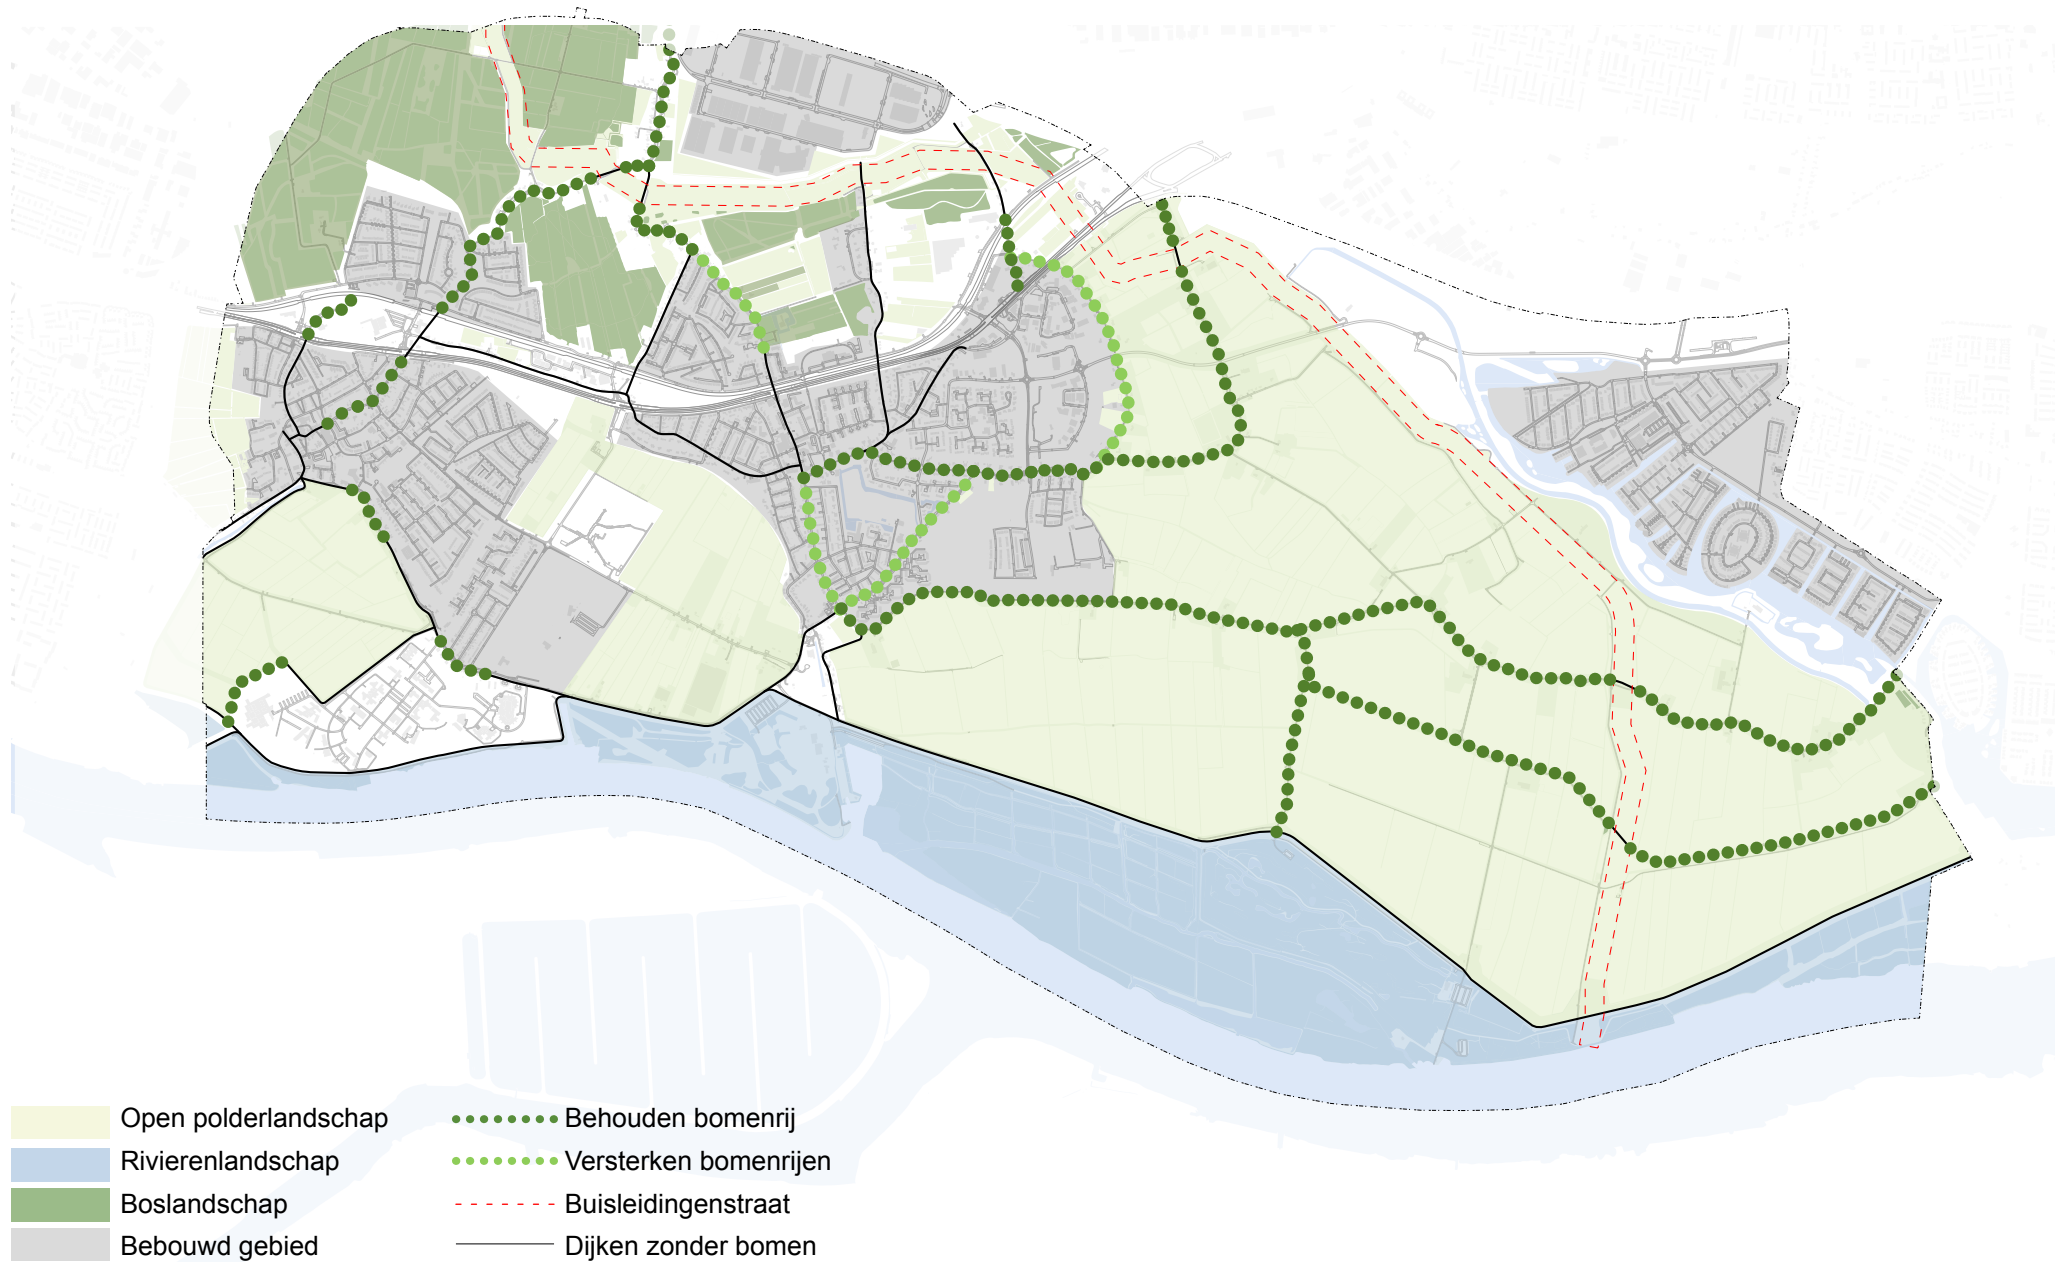 Open polderlandschap
Rivierenlandschap
Boslandschap
Bebouwd gebied
Behouden bomenrij
Versterken bomenrijen
Buisleidingenstraat
Dijken zonder bomen